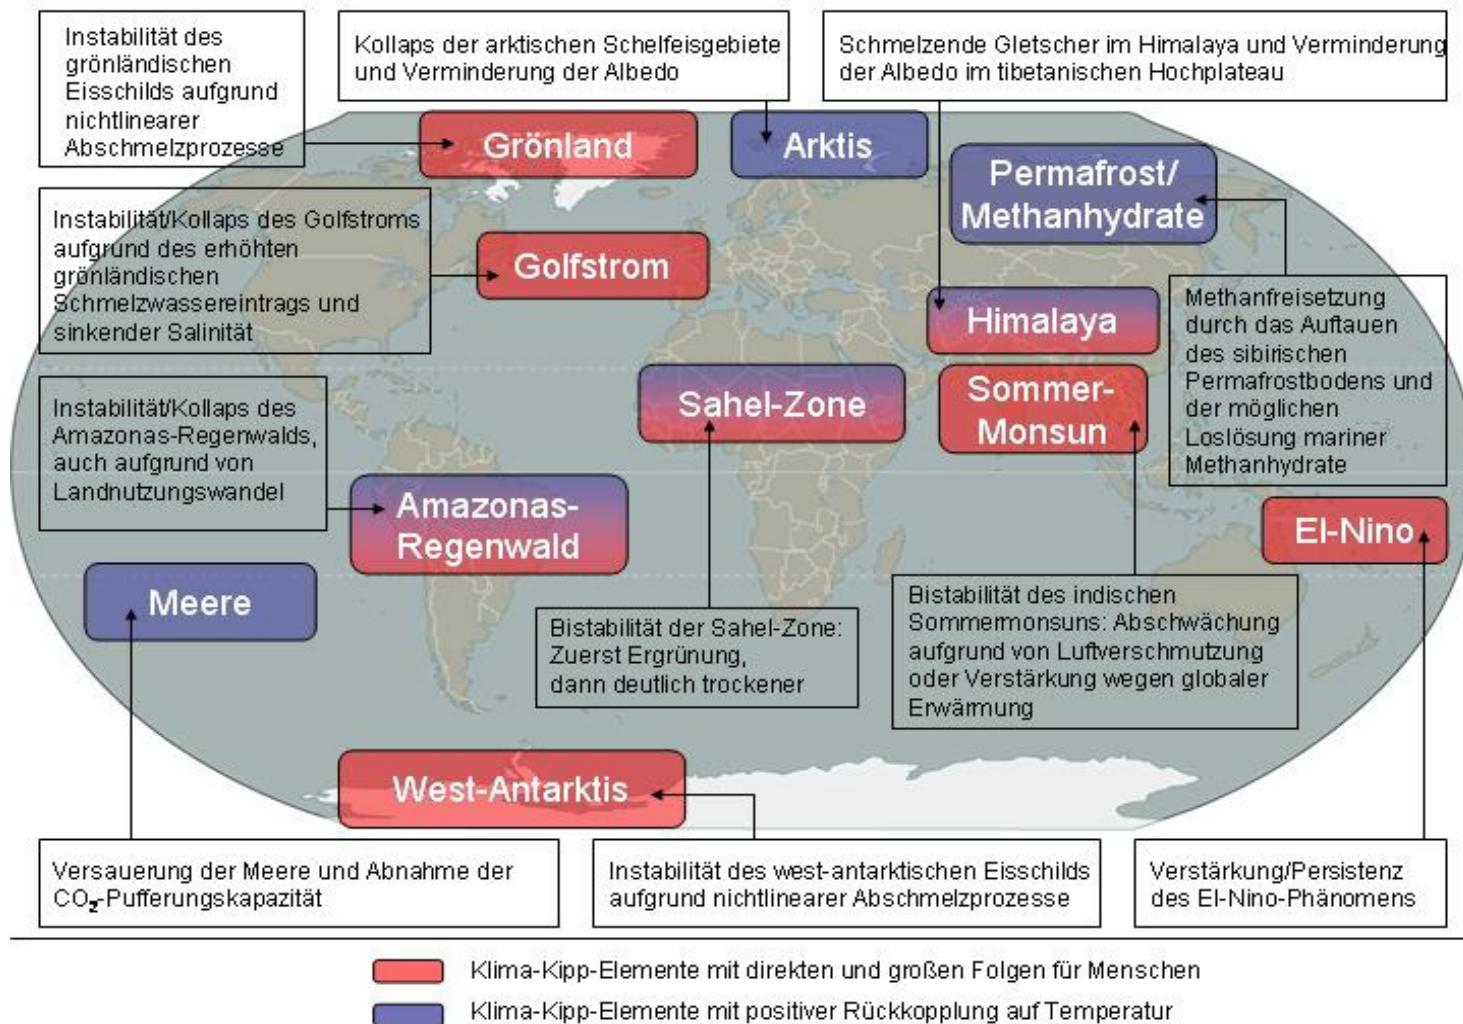 Instabilität des
grönländischen
Eisschilds aufgrund
nichtlinearer
Abschmelzprozesse
Kollaps der arktischen Schelfeisgebiete
und Verminderung der Albedo
Schmelzende Gletscher im Himalaya und Verminderung
der Albedo im tibetanischen Hochplateau
Grönland
Arktis
Permafrost/
Methanhydrate
Instabilität/Kollaps des Golfstroms
aufgrund des erhöhten
grönländischen
Schmelzwassereintrags und
sinkender Salinität
Golfstrom
Himalaya
Methanfreisetzung
durch das Auftauen
des sibirischen
Permafrostbodens und
der möglichen
Loslösung mariner
Methanhydrate
Sahel-Zone
Sommer-
Monsun
Instabilität/Kollaps des
Amazonas-Regenwalds,
auch aufgrund von
Landnutzungswandel
Amazonas-
Regenwald
El-Nino
Meere
Bistabilität der Sahel-Zone:
Zuerst Ergrünung,
dann deutlich trockener
Bistabilität des indischen
Sommermonsuns: Abschwächung
aufgrund von Luftverschmutzung
oder Verstärkung wegen globaler
Erwärmung
West-Antarktis
Versauerung der Meere und Abnahme der
CO₂-Pufferungskapazität
Instabilität des west-antarktischen Eisschilds
aufgrund nichtlinearer Abschmelzprozesse
Verstärkung/Persistenz
des El-Nino-Phänomens
Klima-Kipp-Elemente mit direkten und großen Folgen für Menschen
Klima-Kipp-Elemente mit positiver Rückkopplung auf Temperatur